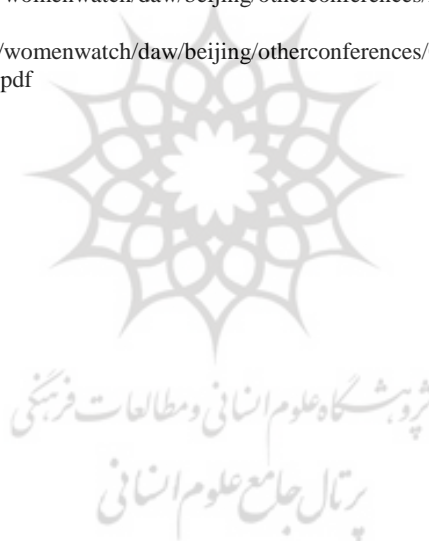 womenwatch/daw/beijing/otherconferences/
/womenwatch/daw/beijing/otherconferences/
pdf
پژوهشگاه علوم انسانی و مطالعات فرهنگی
پرتال جامع علوم انسانی